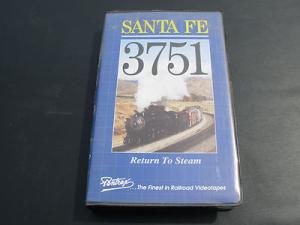 SANTA FE
3751
Return To Steam
Pentrex
...The Finest in Railroad Videotapes